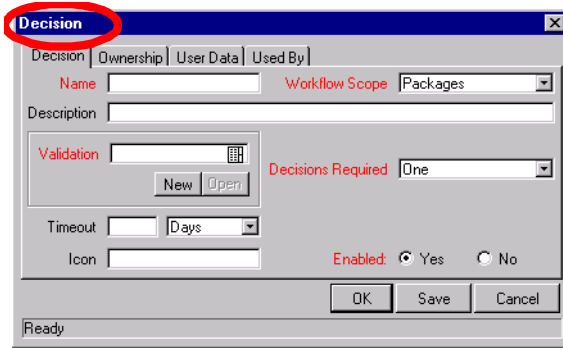 Decision
Decision Ownership User Data Used By
Name Workflow Scope Packages
Description
Validation
New Open
Decisions Required One
Timeout Days
Icon Enabled: Yes No
OK Save Cancel
Ready